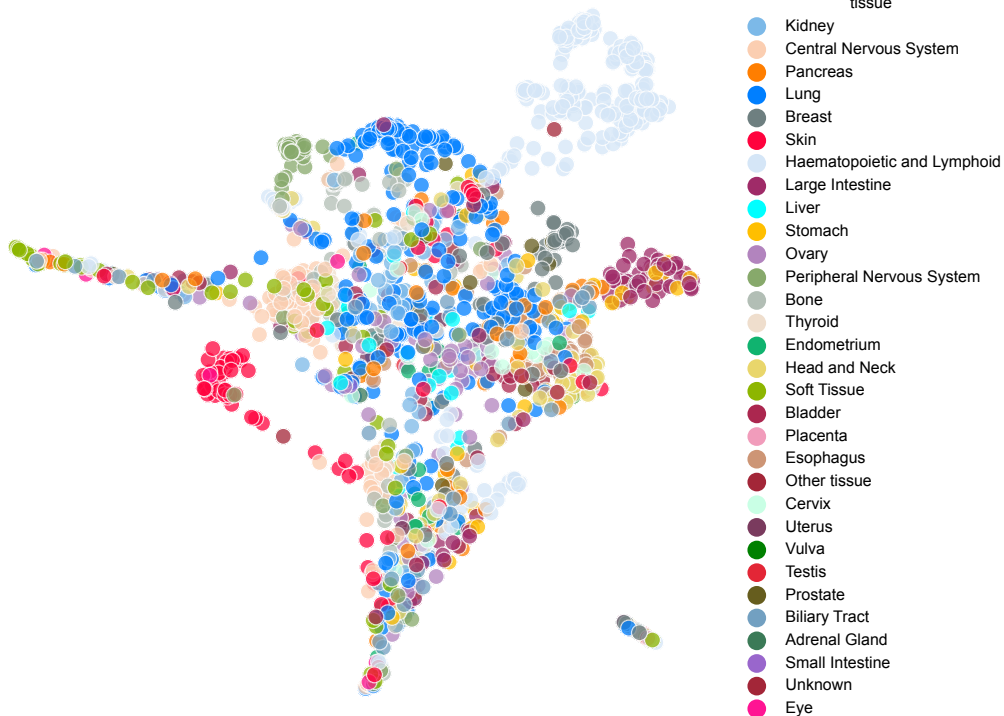 tissue
Kidney
Central Nervous System
Pancreas
Lung
Breast
Skin
Haematopoietic and Lymphoid
Large Intestine
Liver
Stomach
Ovary
Peripheral Nervous System
Bone
Thyroid
Endometrium
Head and Neck
Soft Tissue
Bladder
Placenta
Esophagus
Other tissue
Cervix
Uterus
Vulva
Testis
Prostate
Biliary Tract
Adrenal Gland
Small Intestine
Unknown
Eye